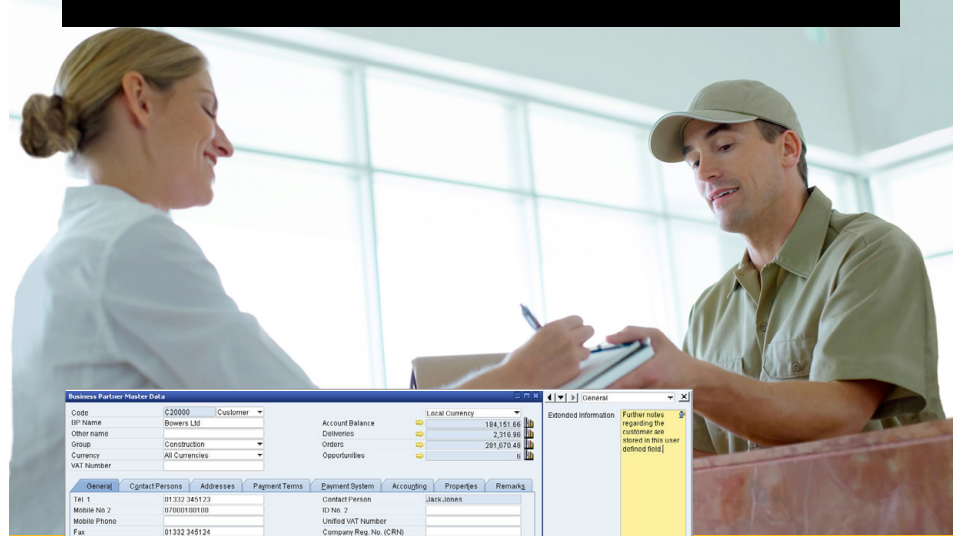 Business Partner Master Data
General
Code C20000 Customer Local Currency
BP Name Bowers Ltd Account Balance 184,151.66
Other name Deliveries 2,316.96
Group Construction Orders 281,670.48
Currency All Currencies Opportunities 6
VAT Number
Extended Information Further notes
regarding the
customer are
stored in this user
defined field.
General Contact Persons Addresses Payment Terms Payment System Accounting Properties Remarks
Tel. 1 01332 345123 Contact Person Jack Jones
Mobile No 2 07000100100 ID No. 2
Mobile Phone Unified VAT Number
Fax 01332 345124 Company Reg. No. (CRN)